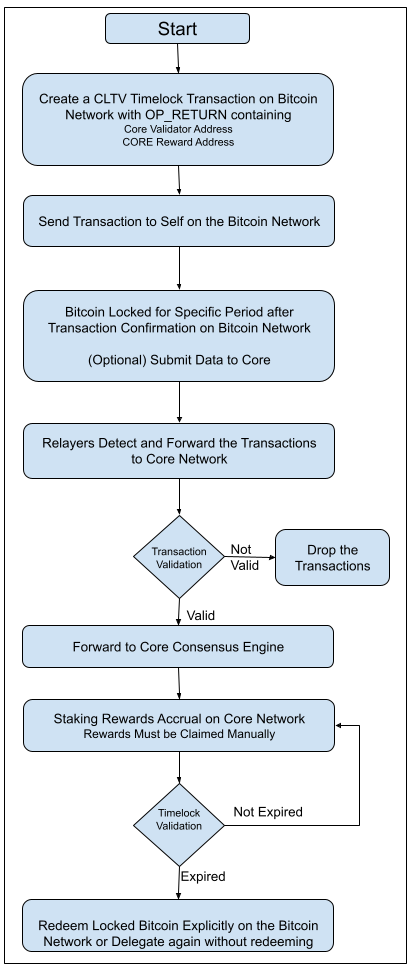 Start
Create a CLTV Timelock Transaction on Bitcoin
Network with OP_RETURN containing
Core Validator Address
CORE Reward Address
Send Transaction to Self on the Bitcoin Network
Bitcoin Locked for Specific Period after
Transaction Confirmation on Bitcoin Network
(Optional) Submit Data to Core
Relayers Detect and Forward the Transactions
to Core Network
Transaction
Validation
Not
Valid
Drop the
Transactions
Valid
Forward to Core Consensus Engine
Staking Rewards Accrual on Core Network
Rewards Must be Claimed Manually
Timelock
Validation
Not Expired
Expired
Redeem Locked Bitcoin Explicitly on the Bitcoin
Network or Delegate again without redeeming